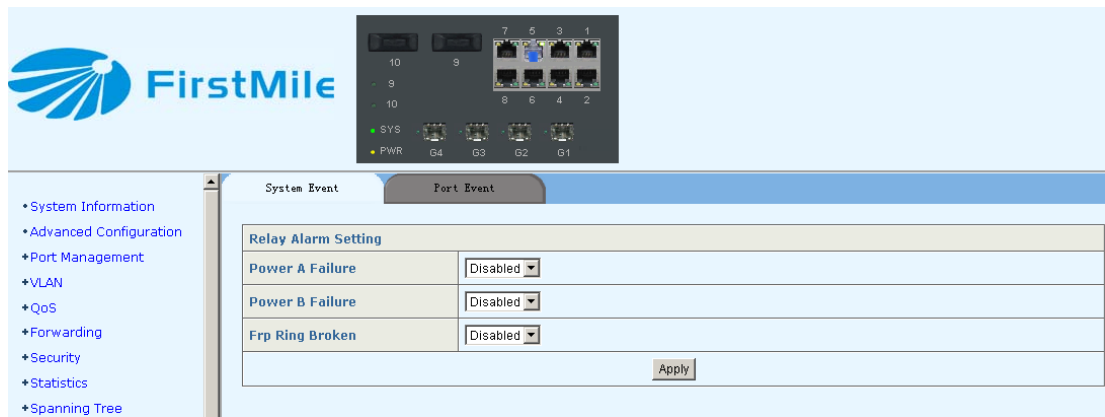 FirstMile
7 5 3 1
10 9
9
10
8 6 4 2
SYS
PWR G4 G3 G2 G1
System Event Port Event
•System Information
•Advanced Configuration
+Port Management
+VLAN
+QoS
+Forwarding
+Security
+Statistics
+Spanning Tree
Relay Alarm Setting
Power A Failure Disabled
Power B Failure Disabled
Frp Ring Broken Disabled
Apply